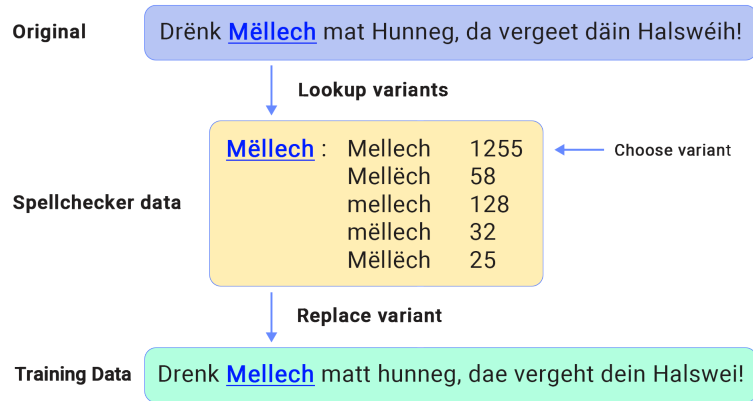 Original
Drënk Mëllech mat Hunneg, da vergeet däin Halswéih!
Lookup variants
Spellchecker data
Mëllech : Mellech 1255
Mellëch 58
mellech 128
mëllech 32
Mëllëch 25
Choose variant
Replace variant
Training Data
Drenk Mellech matt hunneg, dae vergeht dein Halswei!